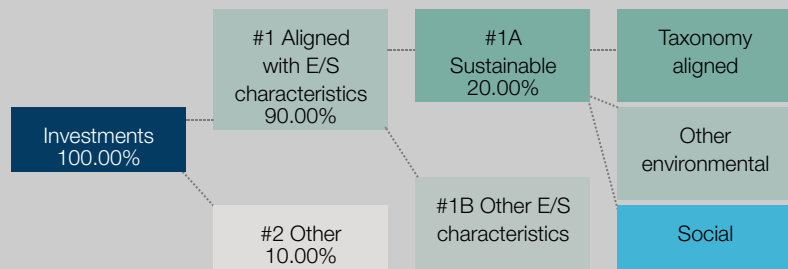 Investments
100.00%
#1 Aligned
with E/S
characteristics
90.00%
#2 Other
10.00%
#1A
Sustainable
20.00%
#1B Other E/S
characteristics
Taxonomy
aligned
Other
environmental
Social